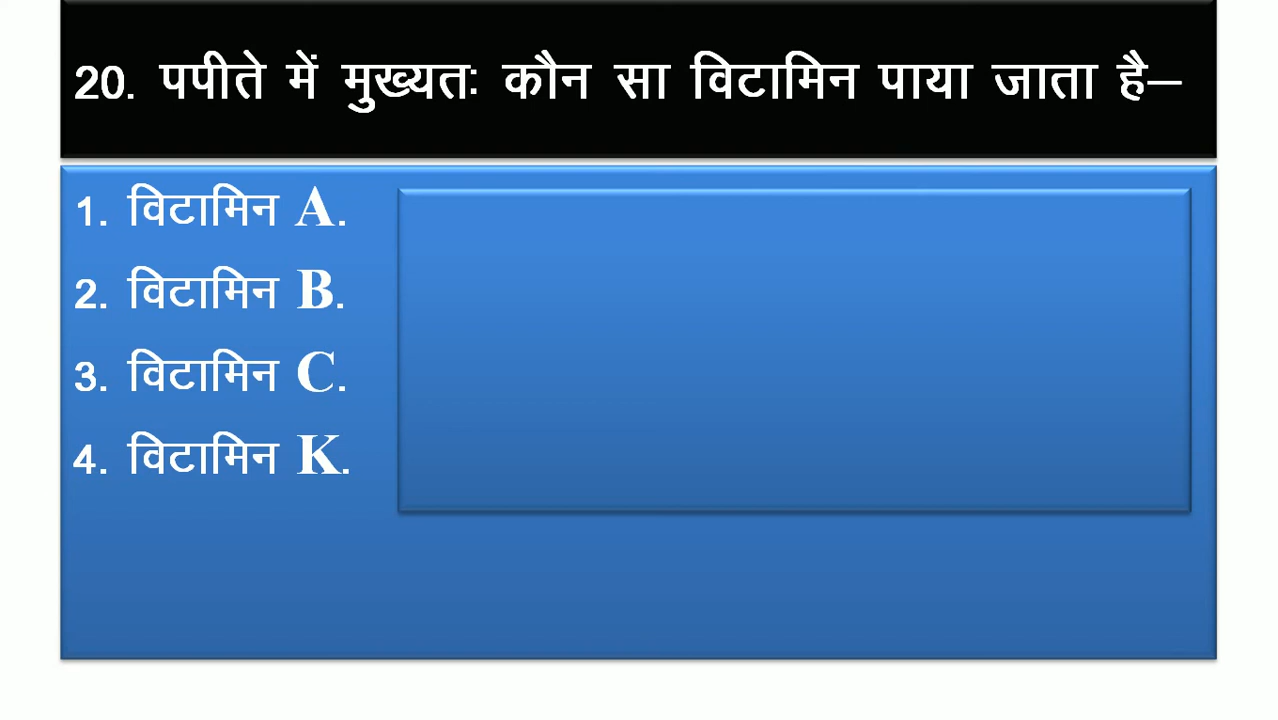 20. पपीते में मुख्यतः कौन सा विटामिन पाया जाता है—
1. विटामिन A.
2. विटामिन B.
3. विटामिन C.
4. विटामिन K.